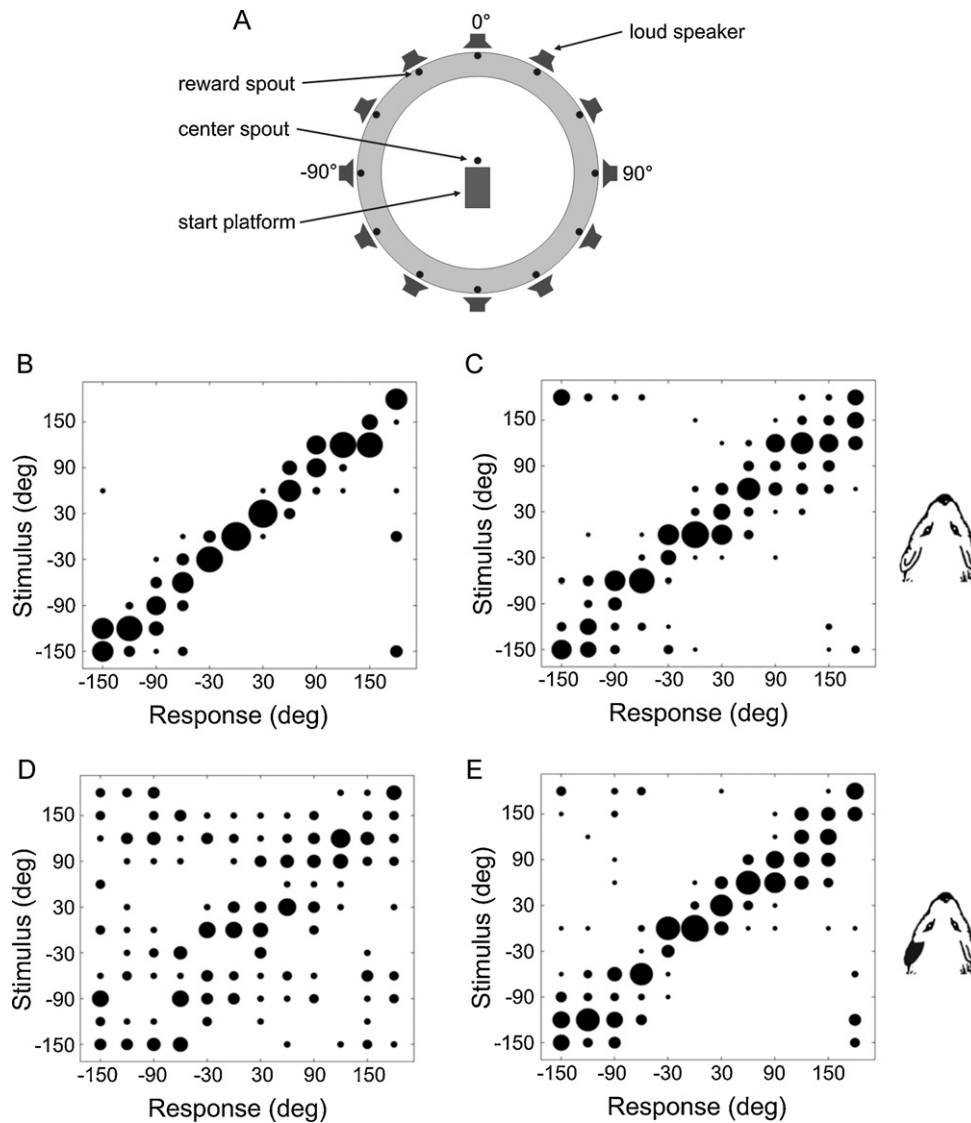 A
0°
loud speaker
reward spout
center spout
-90°
90°
start platform
B
150
90
30
-30
-90
-150
Stimulus (deg)
-150 -90 -30 30 90 150
Response (deg)
C
150
90
30
-30
-90
-150
Stimulus (deg)
-150 -90 -30 30 90 150
Response (deg)
D
150
90
30
-30
-90
-150
Stimulus (deg)
-150 -90 -30 30 90 150
Response (deg)
E
150
90
30
-30
-90
-150
Stimulus (deg)
-150 -90 -30 30 90 150
Response (deg)